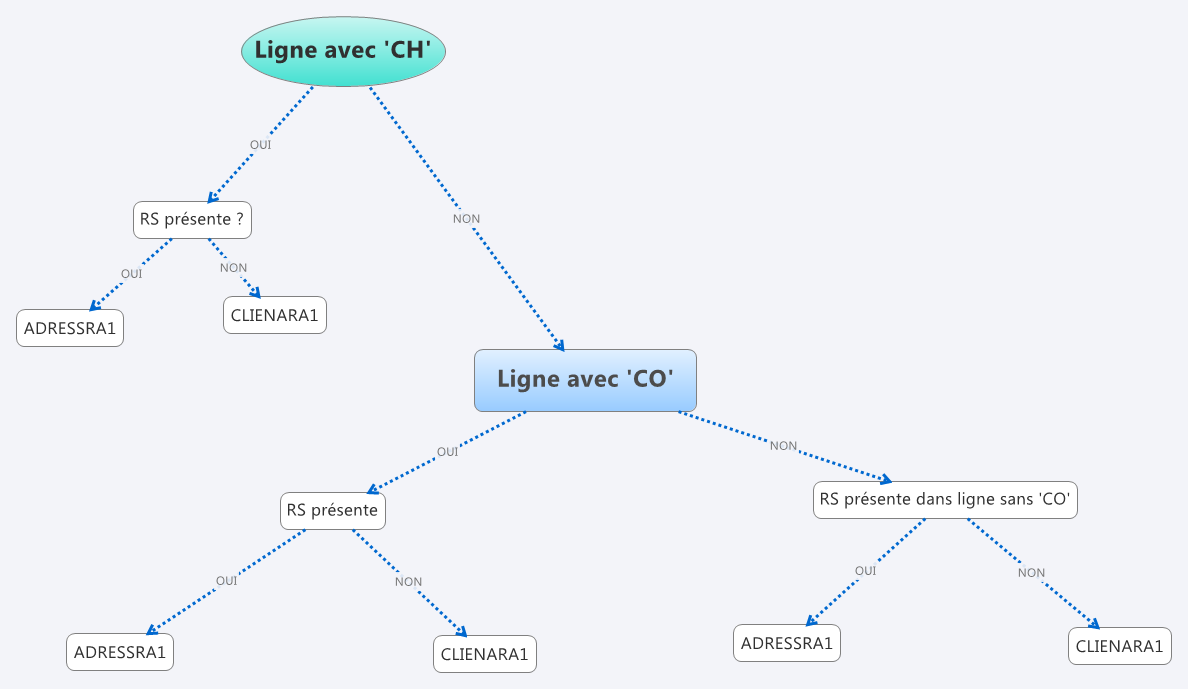 Ligne avec 'CH'
OUI
NON
RS présente ?
OUI
NON
ADRESSRA1
CLIENARA1
Ligne avec 'CO'
OUI
NON
RS présente
RS présente dans ligne sans 'CO'
OUI
NON
OUI
NON
ADRESSRA1
CLIENARA1
ADRESSRA1
CLIENARA1